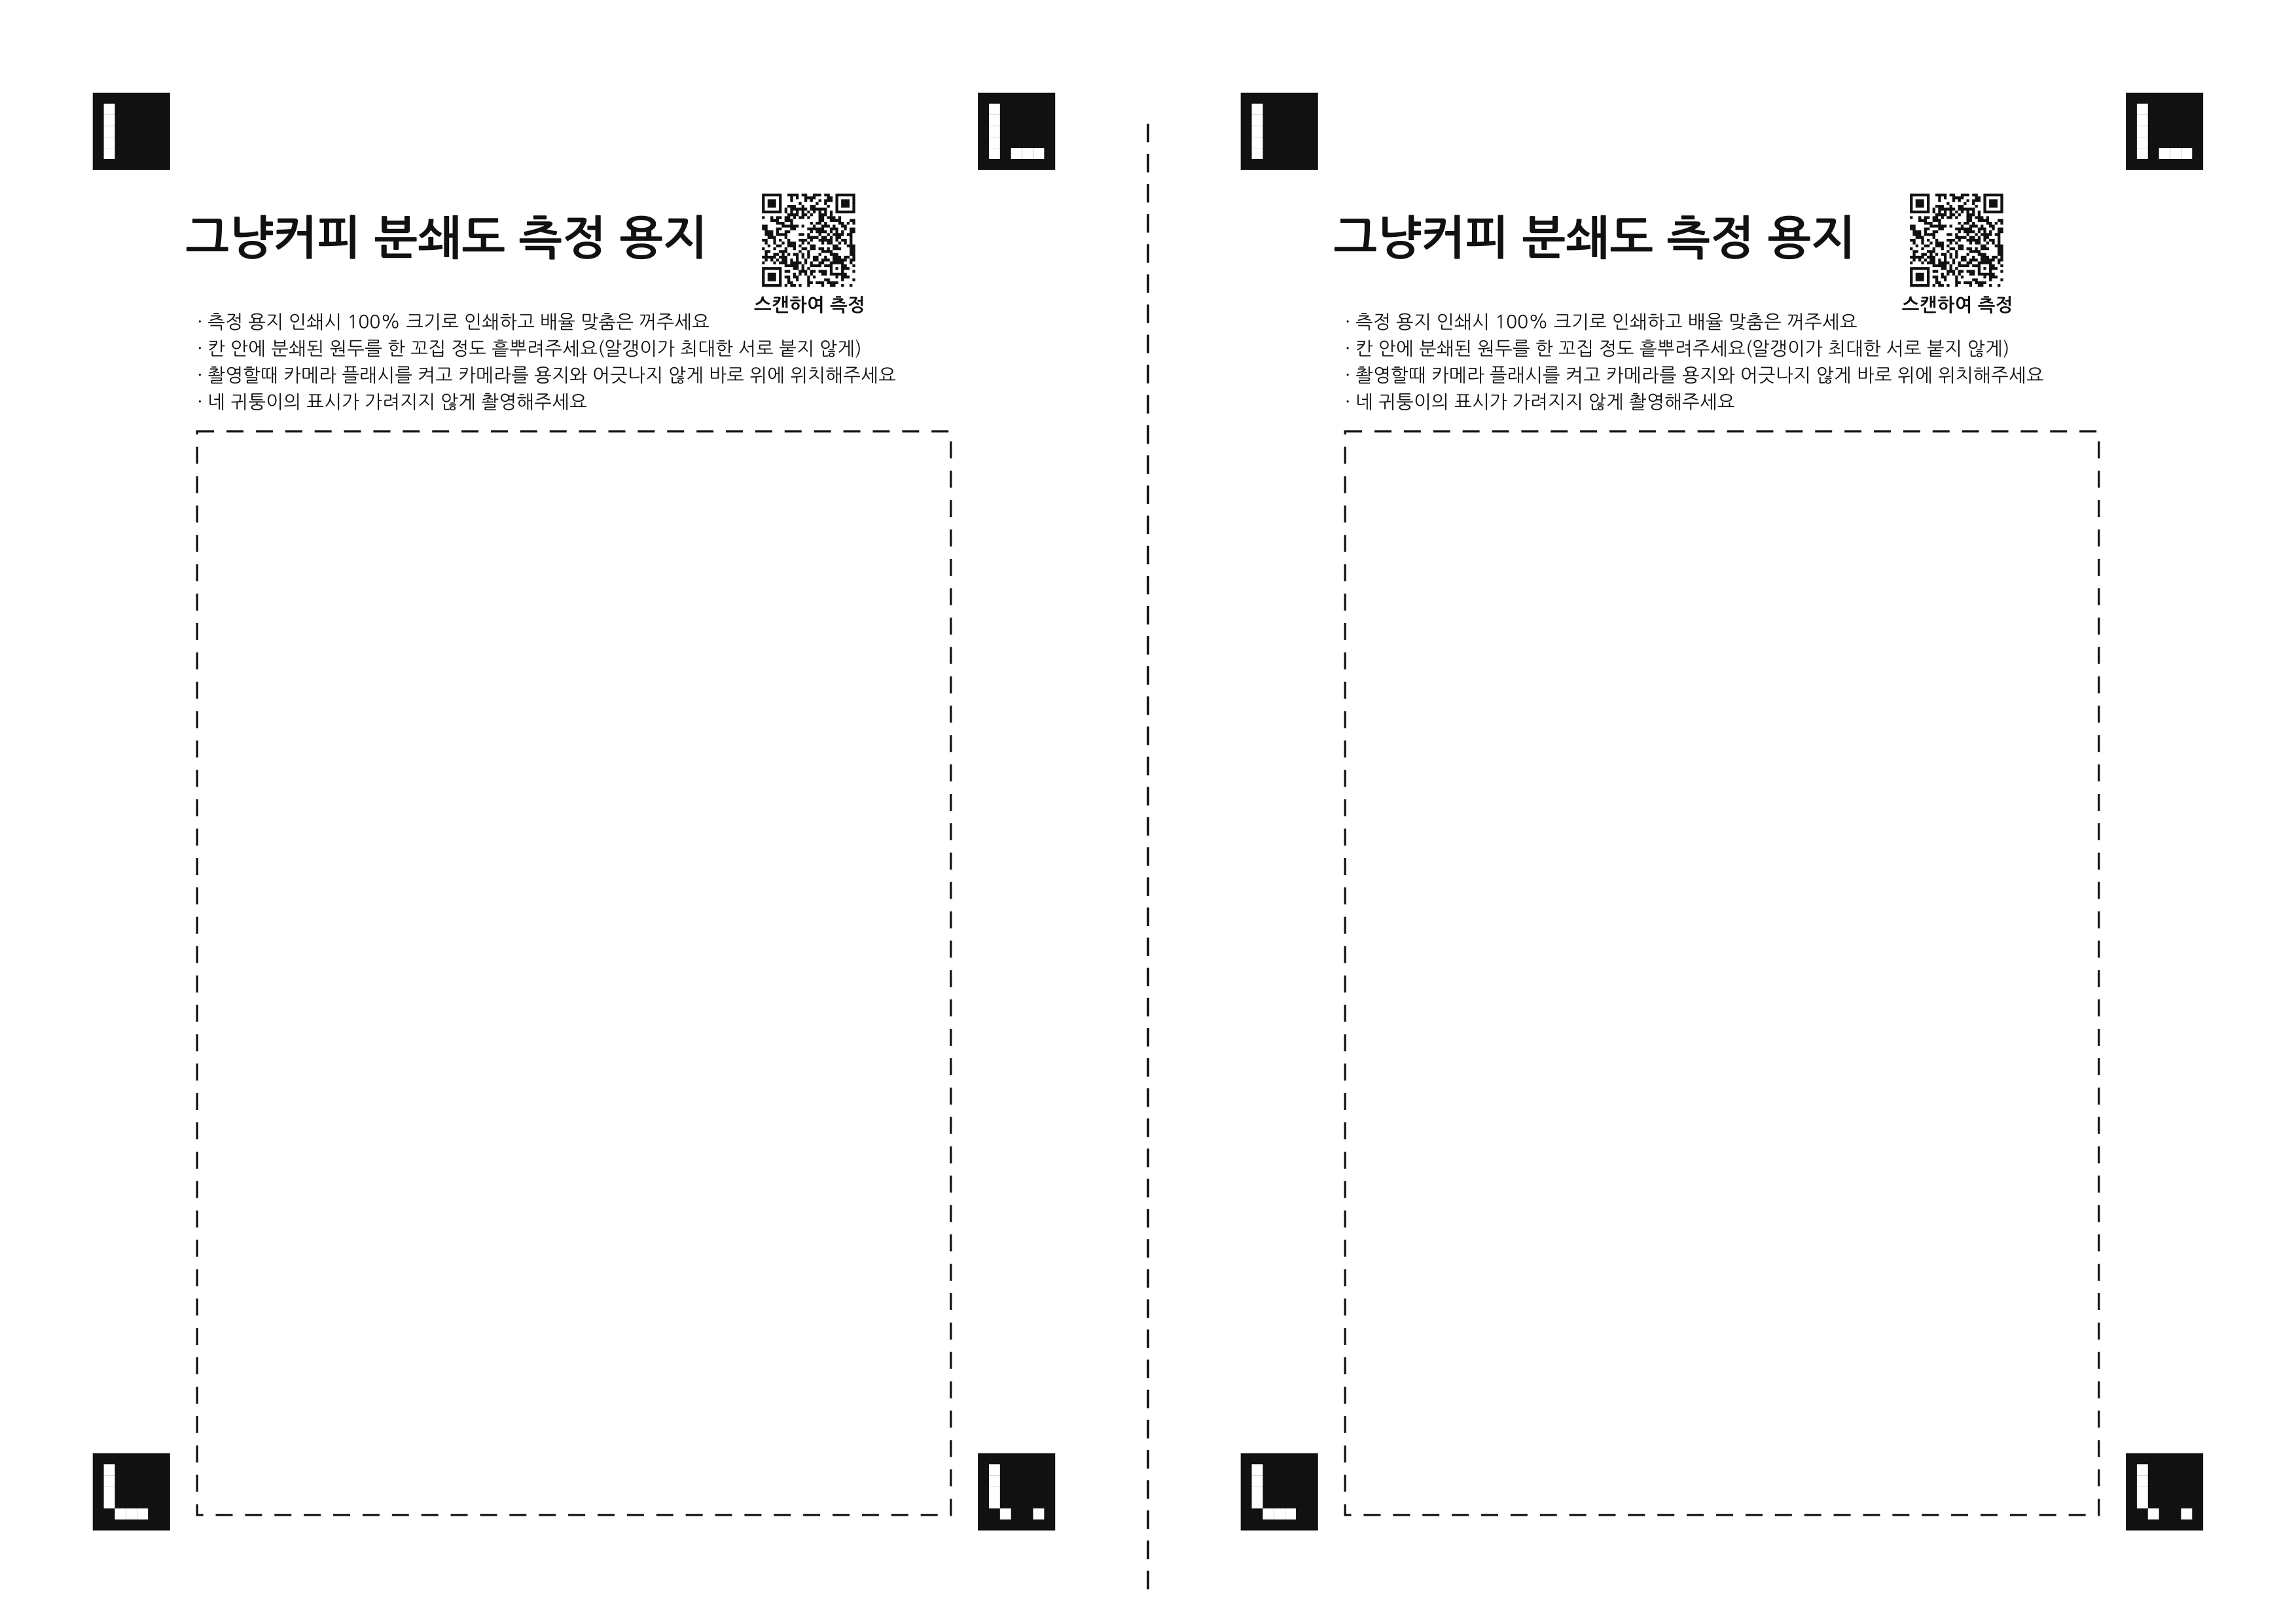 그냥커피 분쇄도 측정 용지
스캔하여 측정
· 측정 용지 인쇄시 100% 크기로 인쇄하고 배율 맞춤은 꺼주세요
· 칸 안에 분쇄된 원두를 한 꼬집 정도 흩뿌려주세요(알갱이가 최대한 서로 붙지 않게)
· 촬영할때 카메라 플래시를 켜고 카메라를 용지와 어긋나지 않게 바로 위에 위치해주세요
· 네 귀퉁이의 표시가 가려지지 않게 촬영해주세요
그냥커피 분쇄도 측정 용지
스캔하여 측정
· 측정 용지 인쇄시 100% 크기로 인쇄하고 배율 맞춤은 꺼주세요
· 칸 안에 분쇄된 원두를 한 꼬집 정도 흩뿌려주세요(알갱이가 최대한 서로 붙지 않게)
· 촬영할때 카메라 플래시를 켜고 카메라를 용지와 어긋나지 않게 바로 위에 위치해주세요
· 네 귀퉁이의 표시가 가려지지 않게 촬영해주세요